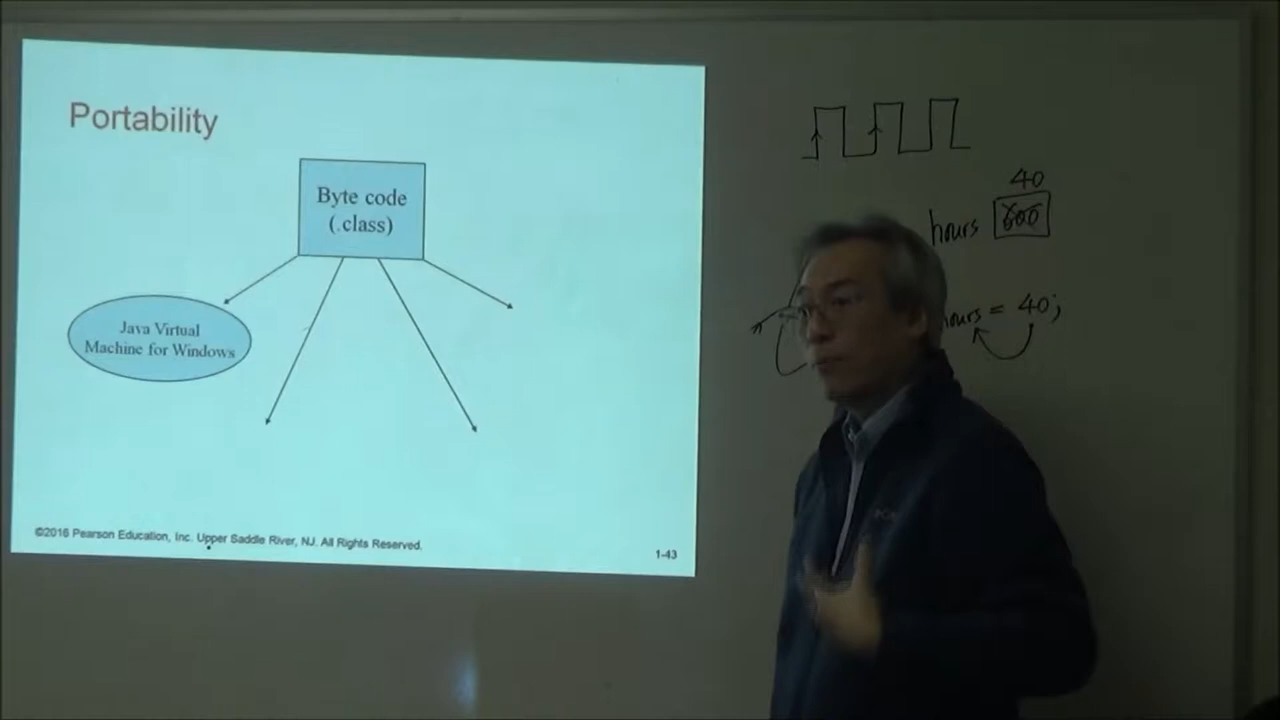 Portability
Byte code
(.class)
Java Virtual
Machine for Windows
©2016 Pearson Education, Inc. Upper Saddle River, NJ. All Rights Reserved.
1-43
40
hours
hours = 40;